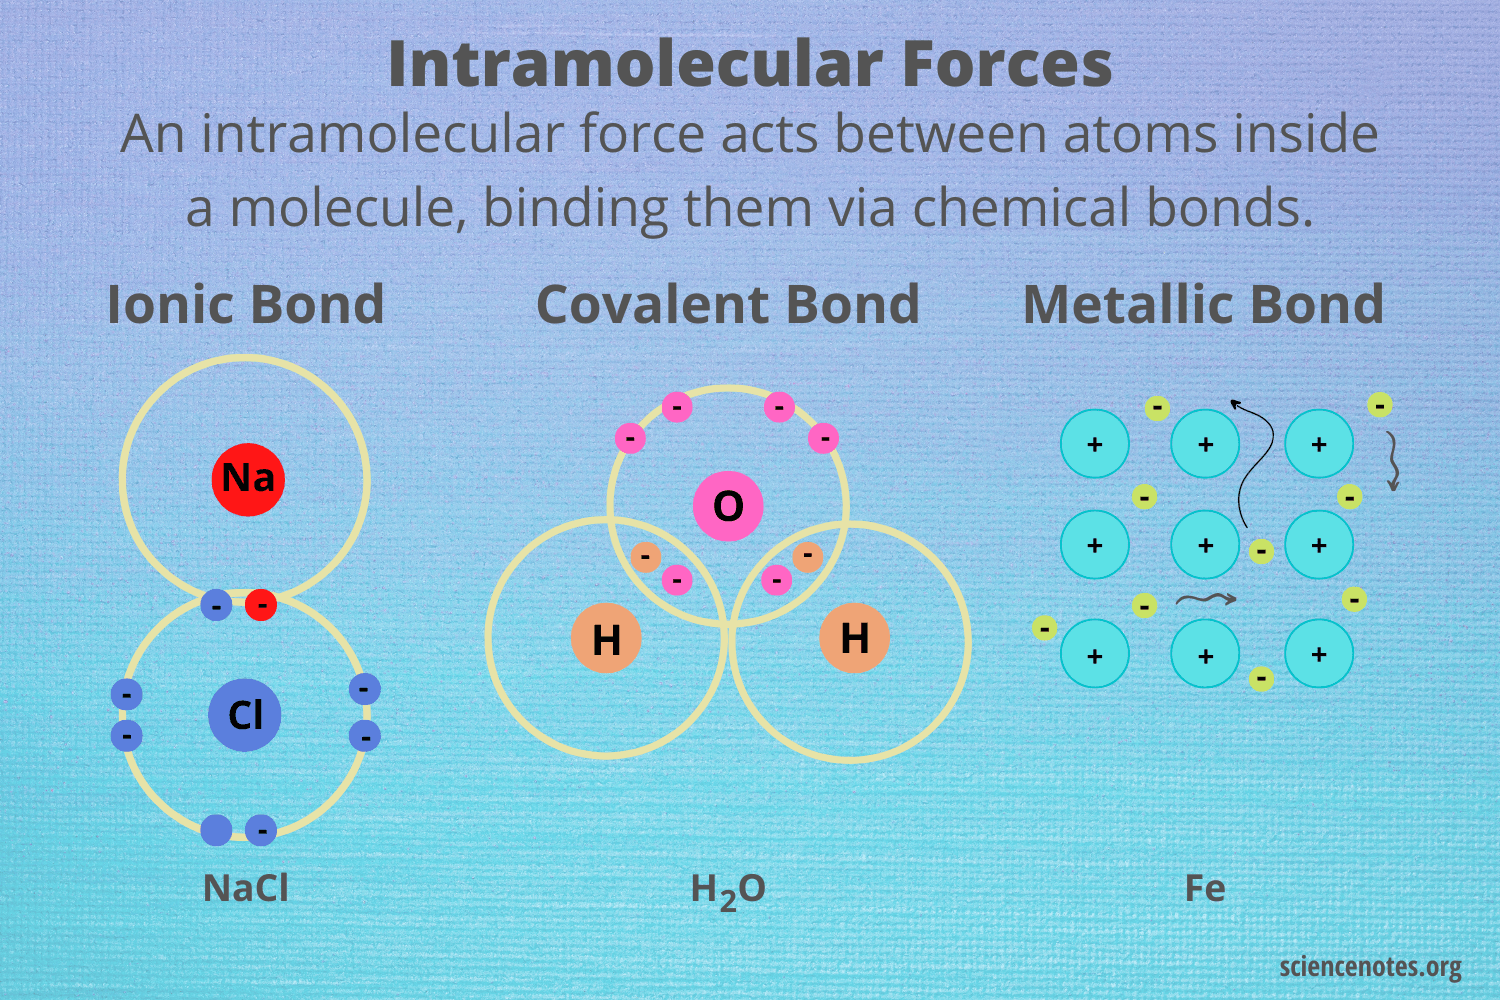 Intramolecular Forces
An intramolecular force acts between atoms inside
a molecule, binding them via chemical bonds.
Ionic Bond
Na
- -
- -
Cl
- -
-
NaCl
Covalent Bond
- -
- -
O
- -
- -
H H
H₂O
Metallic Bond
- -
+ + +
- -
+ + +
-
- -
-
+ + +
-
Fe
sciencenotes.org